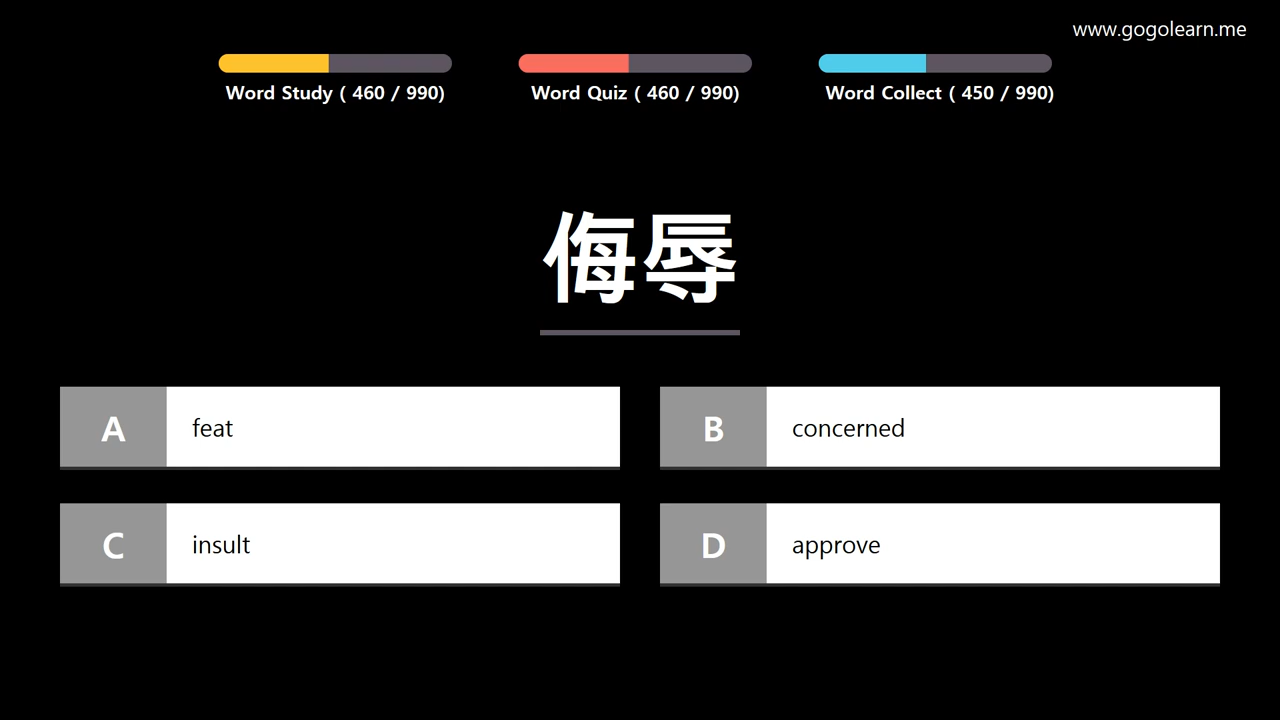 www.gogolearn.me
Word Study ( 460 / 990)
Word Quiz ( 460 / 990)
Word Collect ( 450 / 990)
侮辱
A feat
B concerned
C insult
D approve